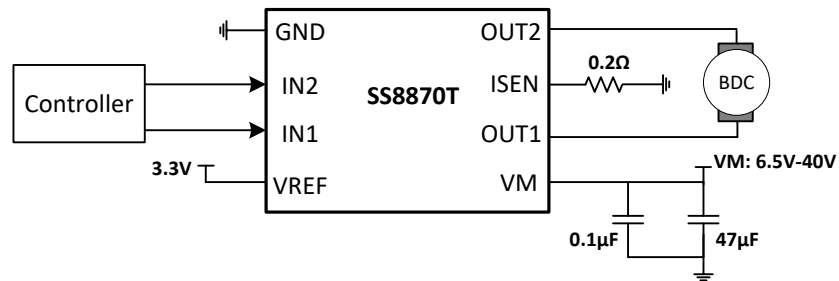 GND
OUT2
0.2Ω
Controller
IN2
SS8870T
ISEN
BDC
IN1
OUT1
3.3V
VREF
VM
VM: 6.5V-40V
0.1µF
47µF